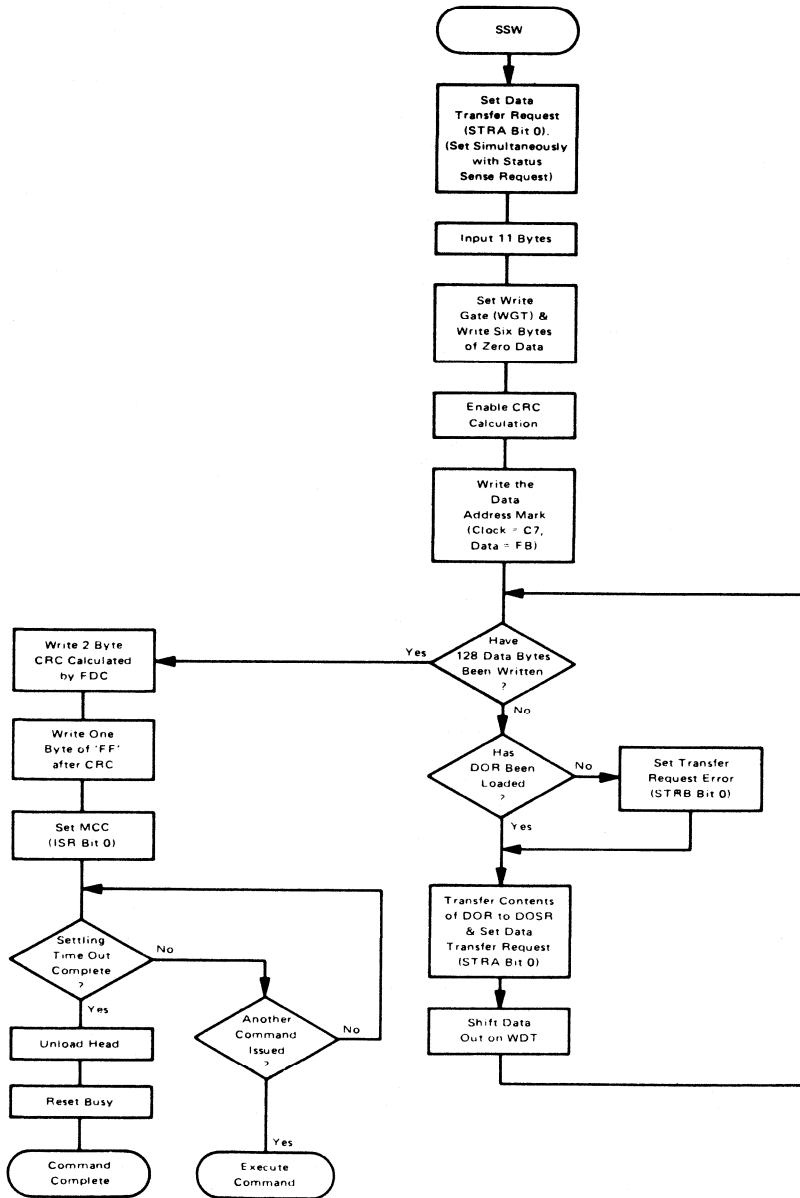 SSW
Set Data
Transfer Request
(STRA Bit 0).
(Set Simultaneously
with Status
Sense Request)
Input 11 Bytes
Set Write
Gate (WGT) &
Write Six Bytes
of Zero Data
Enable CRC
Calculation
Write the
Data
Address Mark
(Clock = C7,
Data = FB)
Have
128 Data Bytes
Been Written
?
Yes
No
Write 2 Byte
CRC Calculated
by FDC
Write One
Byte of 'FF'
after CRC
Set MCC
(ISR Bit 0)
Settling
Time Out
Complete
?
No
Yes
Another
Command
Issued
?
No
Yes
Unload Head
Reset Busy
Command
Complete
Execute
Command
Has
DOR Been
Loaded
?
No
Yes
Set Transfer
Request Error
(STRB Bit 0)
Transfer Contents
of DOR to DOSR
& Set Data
Transfer Request
(STRA Bit 0)
Shift Data
Out on WDT